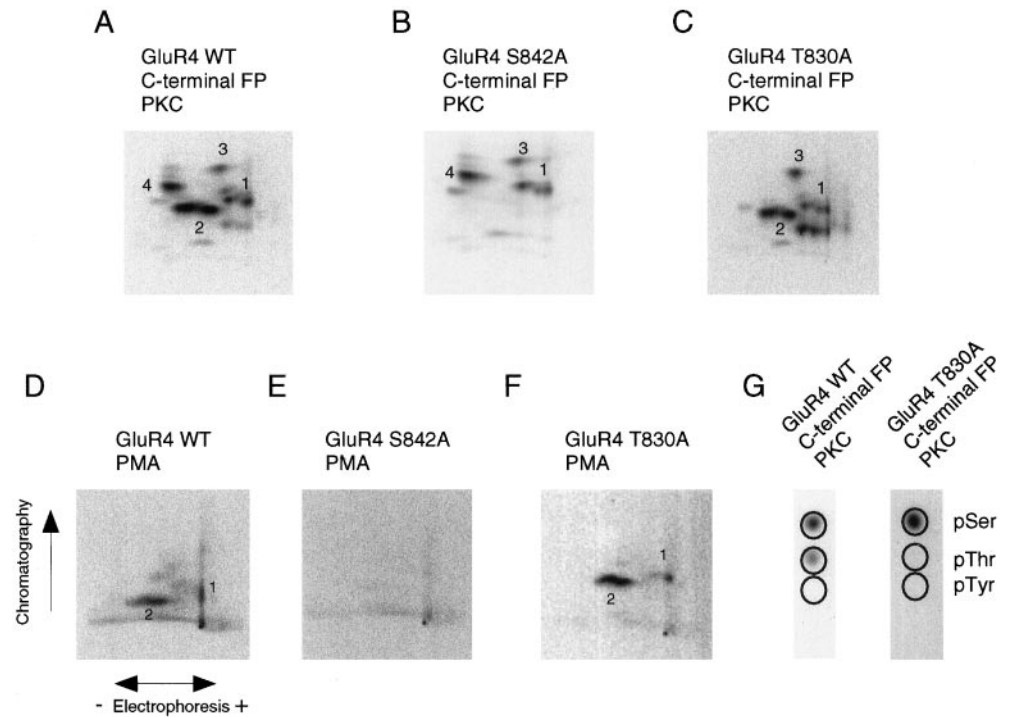 A
GluR4 WT
C-terminal FP
PKC
3
4
1
2
B
GluR4 S842A
C-terminal FP
PKC
3
4
1
C
GluR4 T830A
C-terminal FP
PKC
3
1
2
D
GluR4 WT
PMA
1
2
Chromatography
- Electrophoresis +
E
GluR4 S842A
PMA
F
GluR4 T830A
PMA
1
2
G
GluR4 WT
C-terminal FP
PKC
GluR4 T830A
C-terminal FP
PKC
pSer
pThr
pTyr